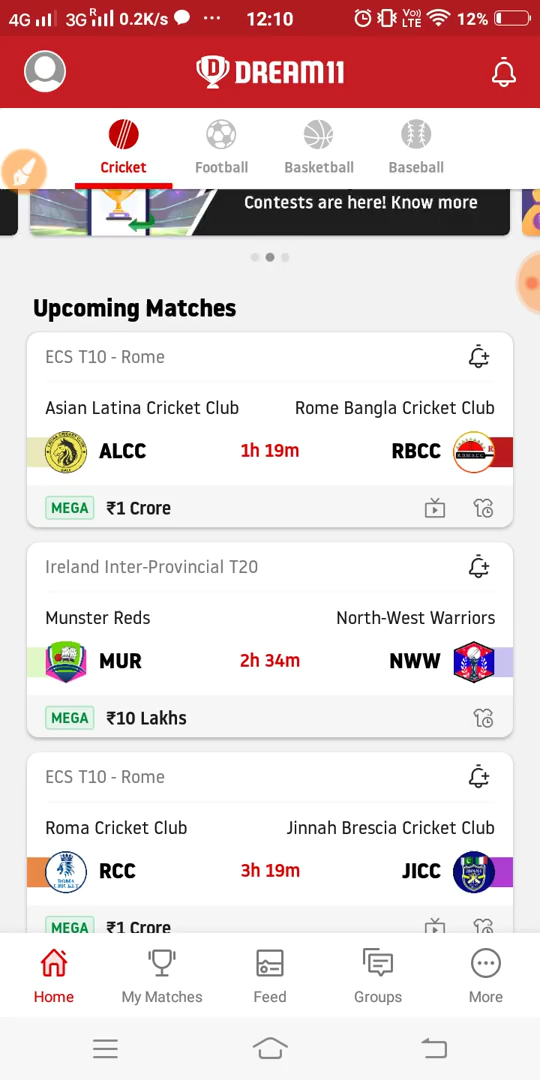 4G 3G R 0.2K/s ... 12:10 Vo) LTE 12%
DREAM11
Cricket Football Basketball Baseball
Contests are here! Know more
Upcoming Matches
ECS T10 - Rome
Asian Latina Cricket Club Rome Bangla Cricket Club
ALCC 1h 19m RBCC
MEGA ₹1 Crore
Ireland Inter-Provincial T20
Munster Reds North-West Warriors
MUR 2h 34m NWW
MEGA ₹10 Lakhs
ECS T10 - Rome
Roma Cricket Club Jinnah Brescia Cricket Club
RCC 3h 19m JICC
MEGA ₹1 Crore
Home My Matches Feed Groups More